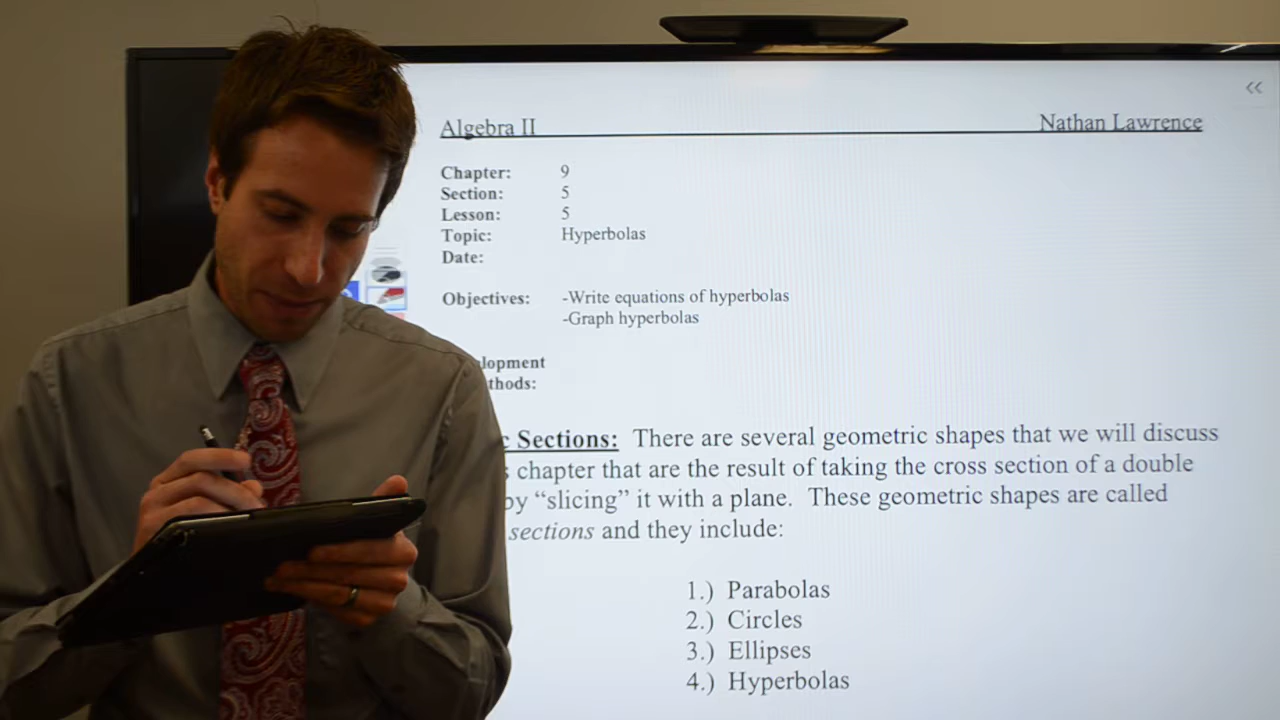 Algebra II Nathan Lawrence
Chapter: 9
Section: 5
Lesson: 5
Topic: Hyperbolas
Date:
Objectives: -Write equations of hyperbolas
-Graph hyperbolas
lopment
thods:
c Sections: There are several geometric shapes that we will discuss
s chapter that are the result of taking the cross section of a double
by “slicing” it with a plane. These geometric shapes are called
sections and they include:
1.) Parabolas
2.) Circles
3.) Ellipses
4.) Hyperbolas